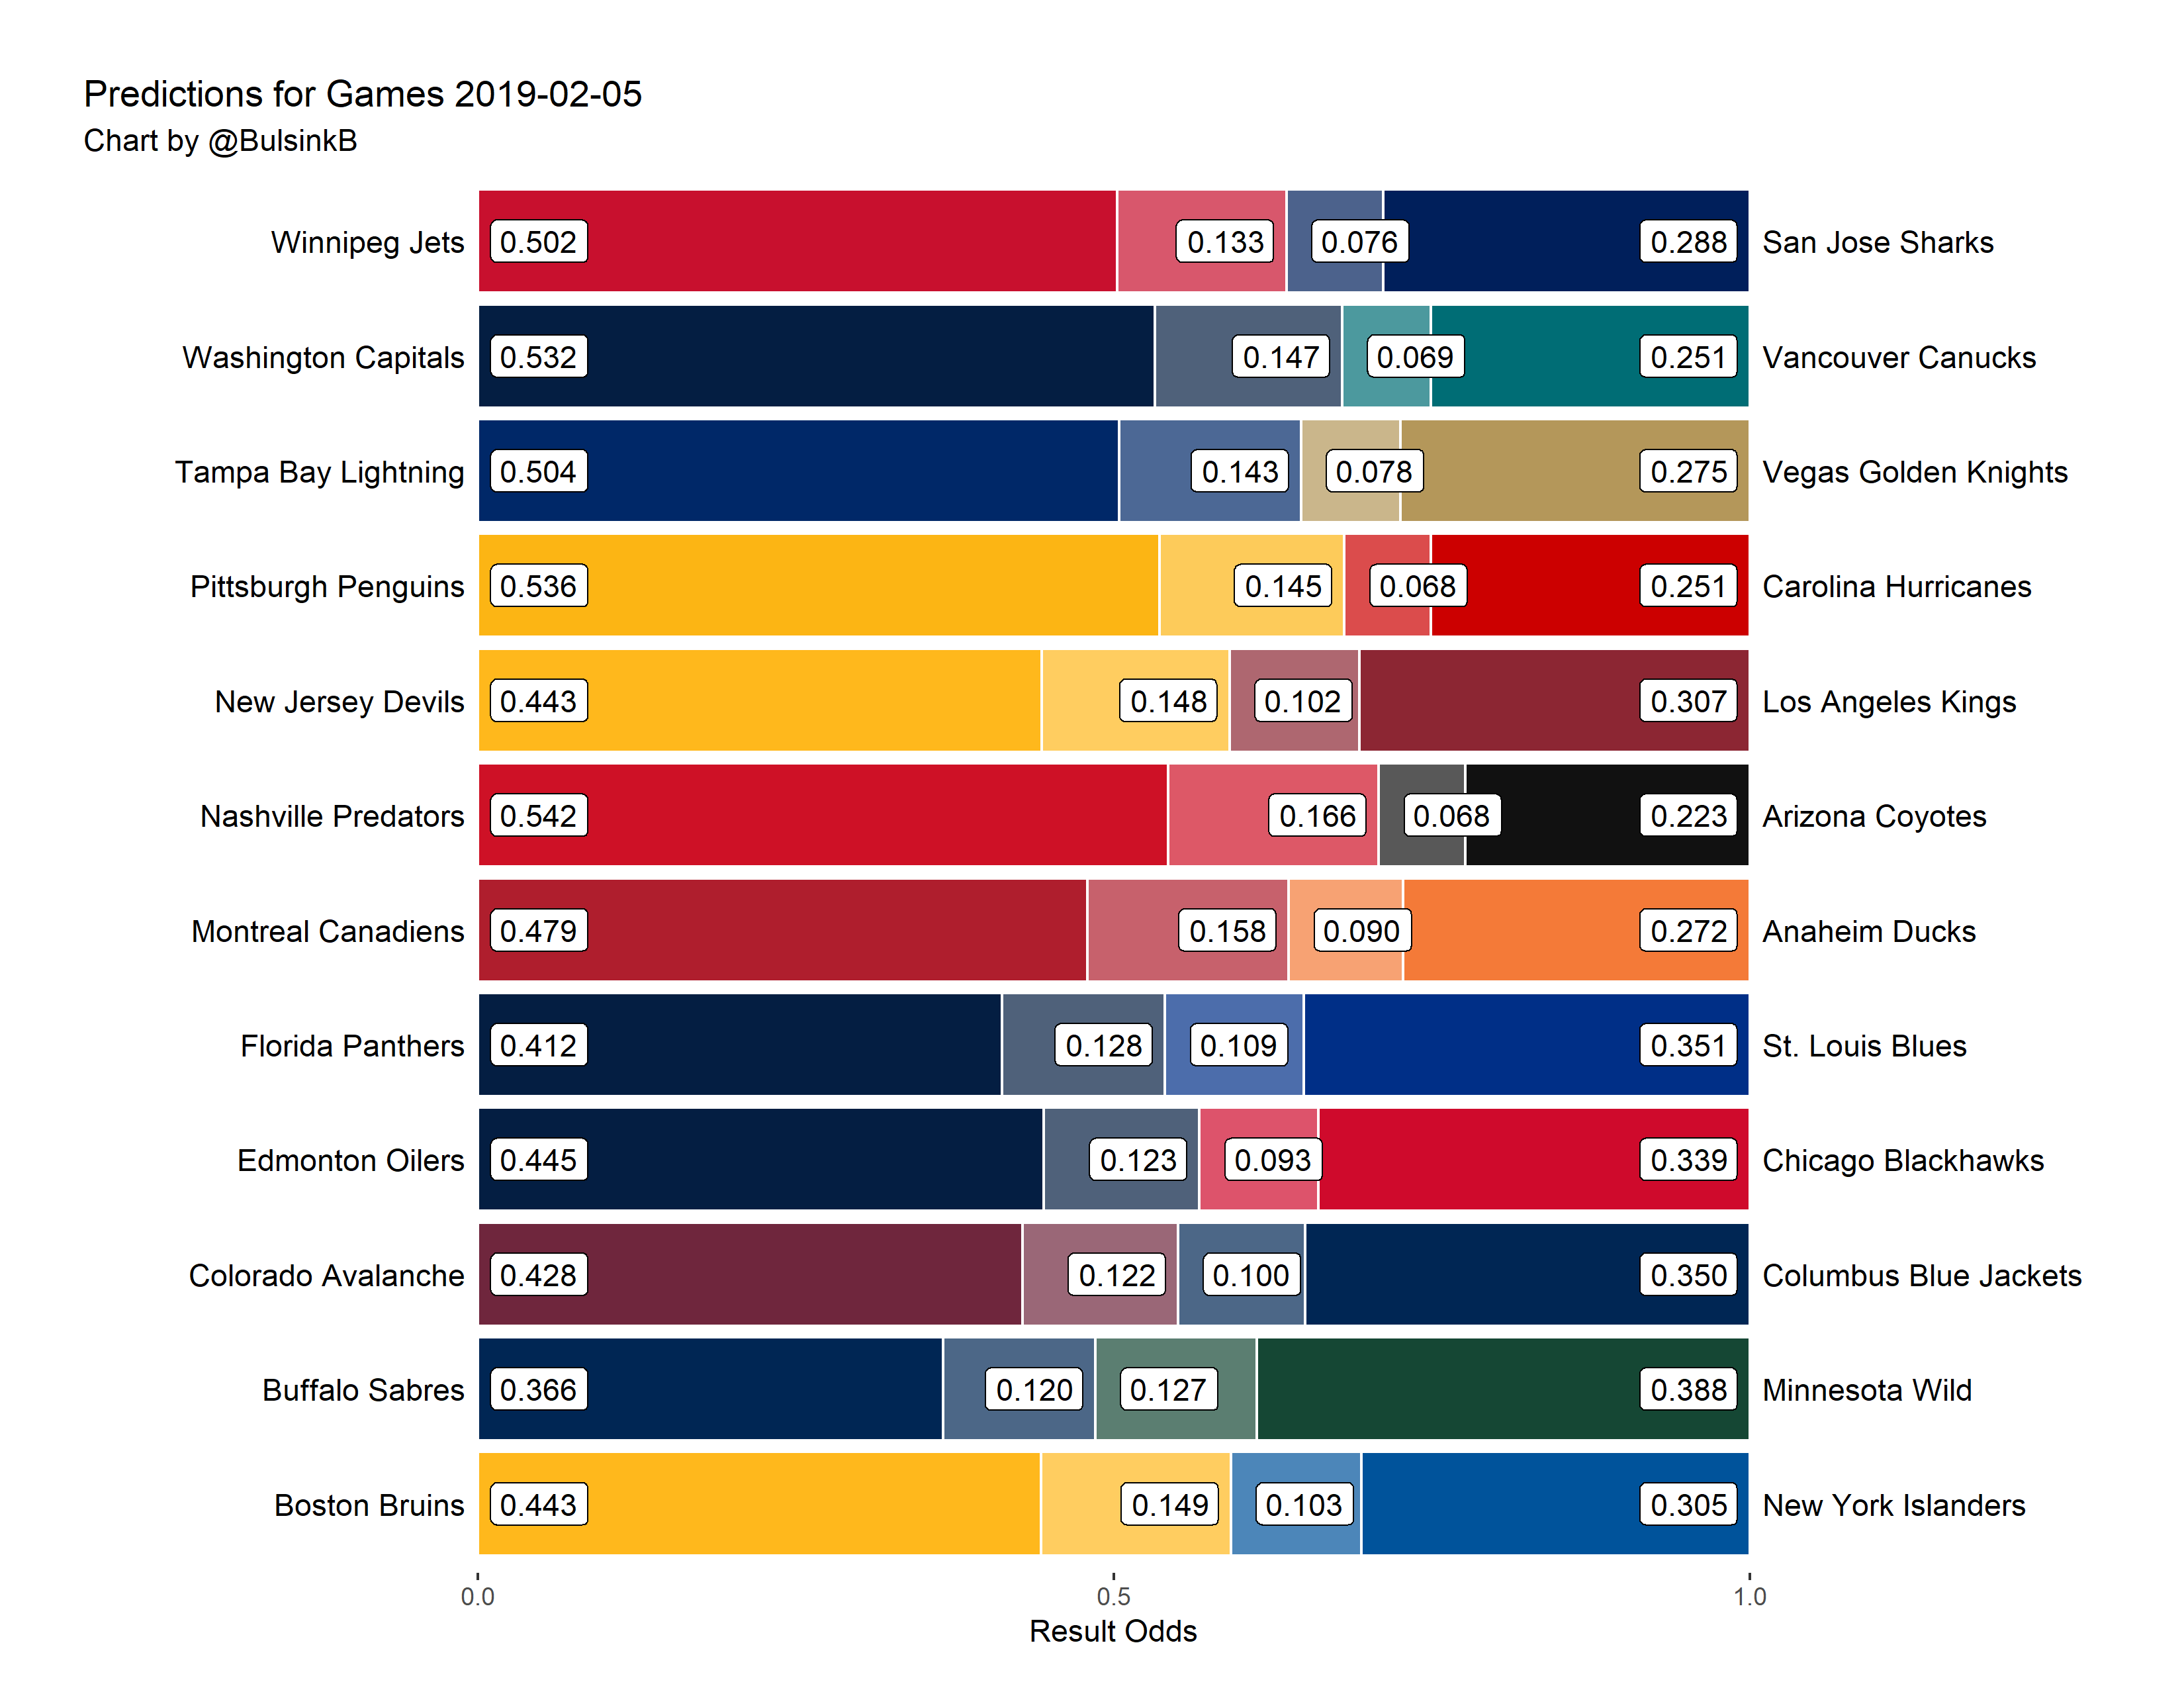 Predictions for Games 2019-02-05
Chart by @BulsinkB
Winnipeg Jets 0.502 0.133 0.076 0.288 San Jose Sharks
Washington Capitals 0.532 0.147 0.069 0.251 Vancouver Canucks
Tampa Bay Lightning 0.504 0.143 0.078 0.275 Vegas Golden Knights
Pittsburgh Penguins 0.536 0.145 0.068 0.251 Carolina Hurricanes
New Jersey Devils 0.443 0.148 0.102 0.307 Los Angeles Kings
Nashville Predators 0.542 0.166 0.068 0.223 Arizona Coyotes
Montreal Canadiens 0.479 0.158 0.090 0.272 Anaheim Ducks
Florida Panthers 0.412 0.128 0.109 0.351 St. Louis Blues
Edmonton Oilers 0.445 0.123 0.093 0.339 Chicago Blackhawks
Colorado Avalanche 0.428 0.122 0.100 0.350 Columbus Blue Jackets
Buffalo Sabres 0.366 0.120 0.127 0.388 Minnesota Wild
Boston Bruins 0.443 0.149 0.103 0.305 New York Islanders
0.0 0.5 1.0
Result Odds